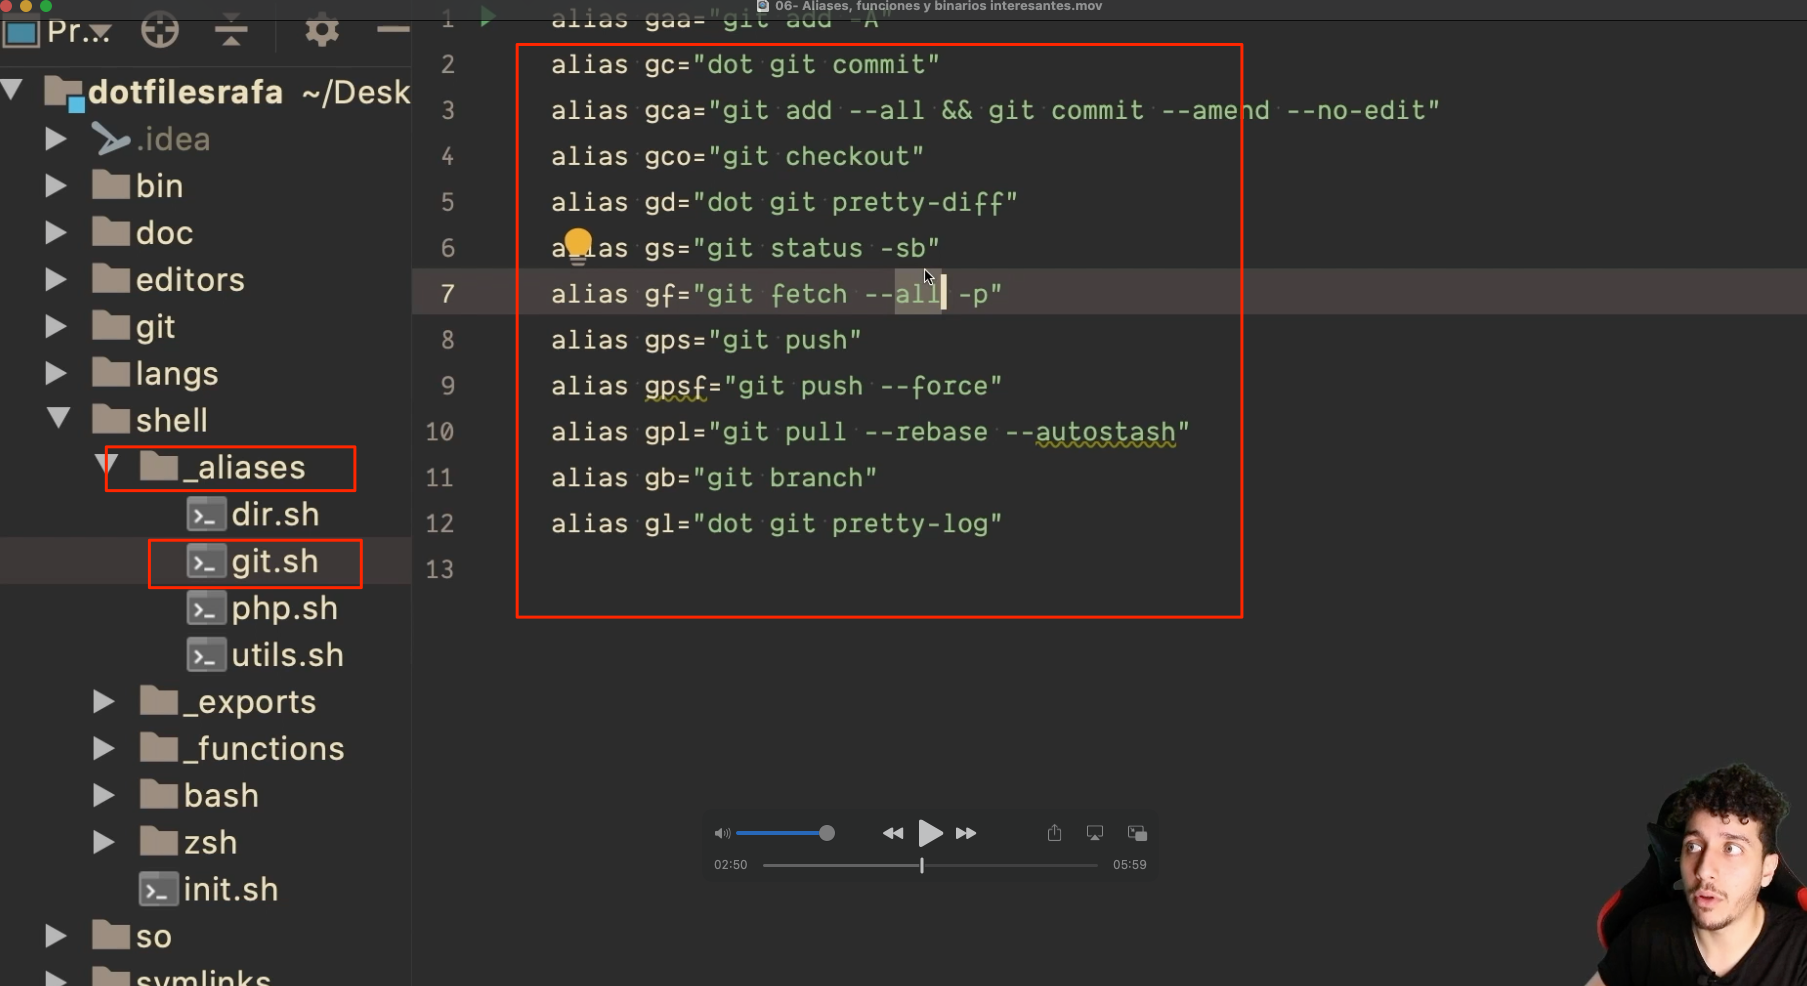 06- Aliases, funciones y binarios interesantes.mov
Pr...
dotfilesrafa ~/Desk
.idea
bin
doc
editors
git
langs
shell
_aliases
dir.sh
git.sh
php.sh
utils.sh
_exports
_functions
bash
zsh
init.sh
so
symlinks
1 alias gaa="git add -A"
2 alias gc="dot git commit"
3 alias gca="git add --all && git commit --amend --no-edit"
4 alias gco="git checkout"
5 alias gd="dot git pretty-diff"
6 alias gs="git status -sb"
7 alias gf="git fetch --all -p"
8 alias gps="git push"
9 alias gpsf="git push --force"
10 alias gpl="git pull --rebase --autostash"
11 alias gb="git branch"
12 alias gl="dot git pretty-log"
13
02:50
05:59